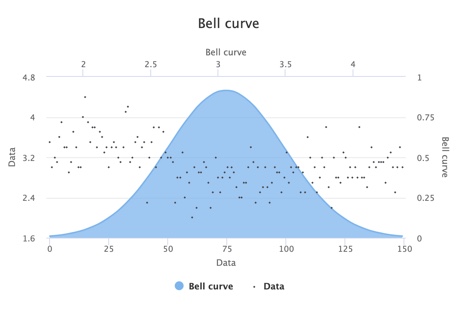 Bell curve
Bell curve
2 2.5 3 3.5 4
4.8 1
4 0.75
3.2 0.5
2.4 0.25
1.6 0
Data
Bell curve
0 25 50 75 100 125 150
Data
Bell curve Data